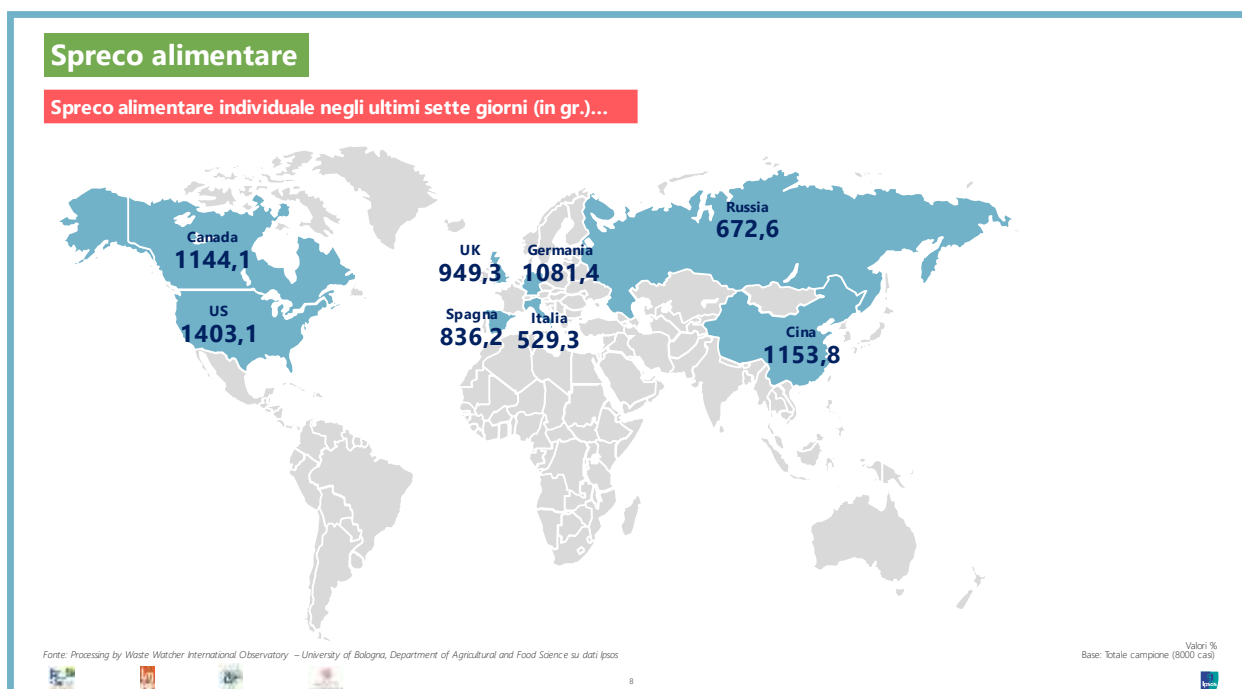 Spreco alimentare
Spreco alimentare individuale negli ultimi sette giorni (in gr.)…
Russia
672,6
Canada
1144,1
UK
949,3
Germania
1081,4
US
1403,1
Spagna
836,2
Italia
529,3
Cina
1153,8
Valori %
Base: Totale campione (8000 casi)
Fonte: Processing by Waste Watcher International Observatory – University of Bologna, Department of Agricultural and Food Science su dati Ipsos
8
Ipsos